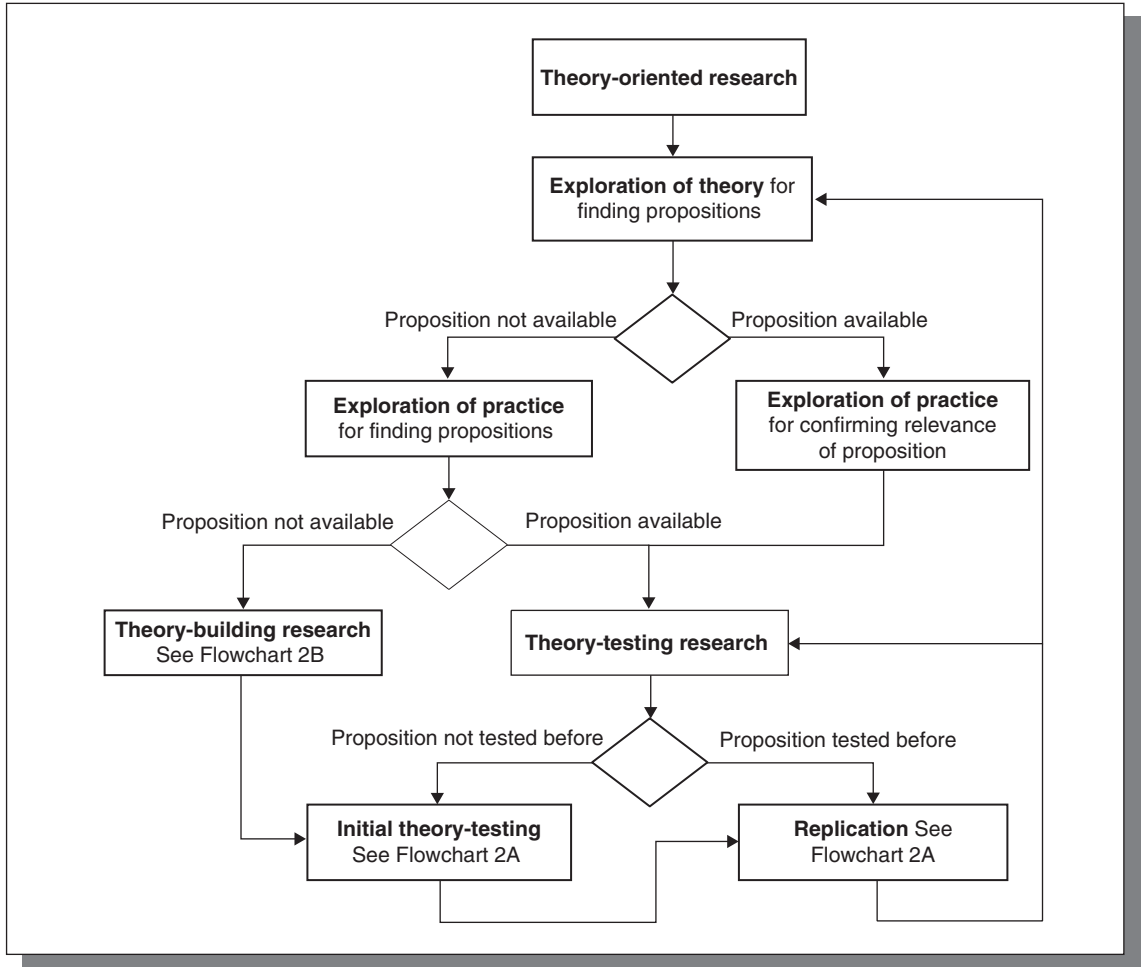 Theory-oriented research
Exploration of theory for
finding propositions
Proposition not available
Proposition available
Exploration of practice
for finding propositions
Exploration of practice
for confirming relevance
of proposition
Proposition not available
Proposition available
Theory-building research
See Flowchart 2B
Theory-testing research
Proposition not tested before
Proposition tested before
Initial theory-testing
See Flowchart 2A
Replication See
Flowchart 2A